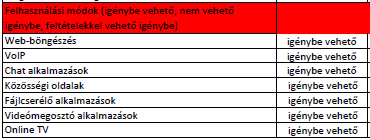 Felhasználási módok (igénybe vehető, nem vehető
igénybe, feltételekkel vehető igénybe)
Web-böngészés igénybe vehető
VoIP igénybe vehető
Chat alkalmazások igénybe vehető
Közösségi oldalak igénybe vehető
Fájlcserélő alkalmazások igénybe vehető
Videómegosztó alkalmazások igénybe vehető
Online TV igénybe vehető